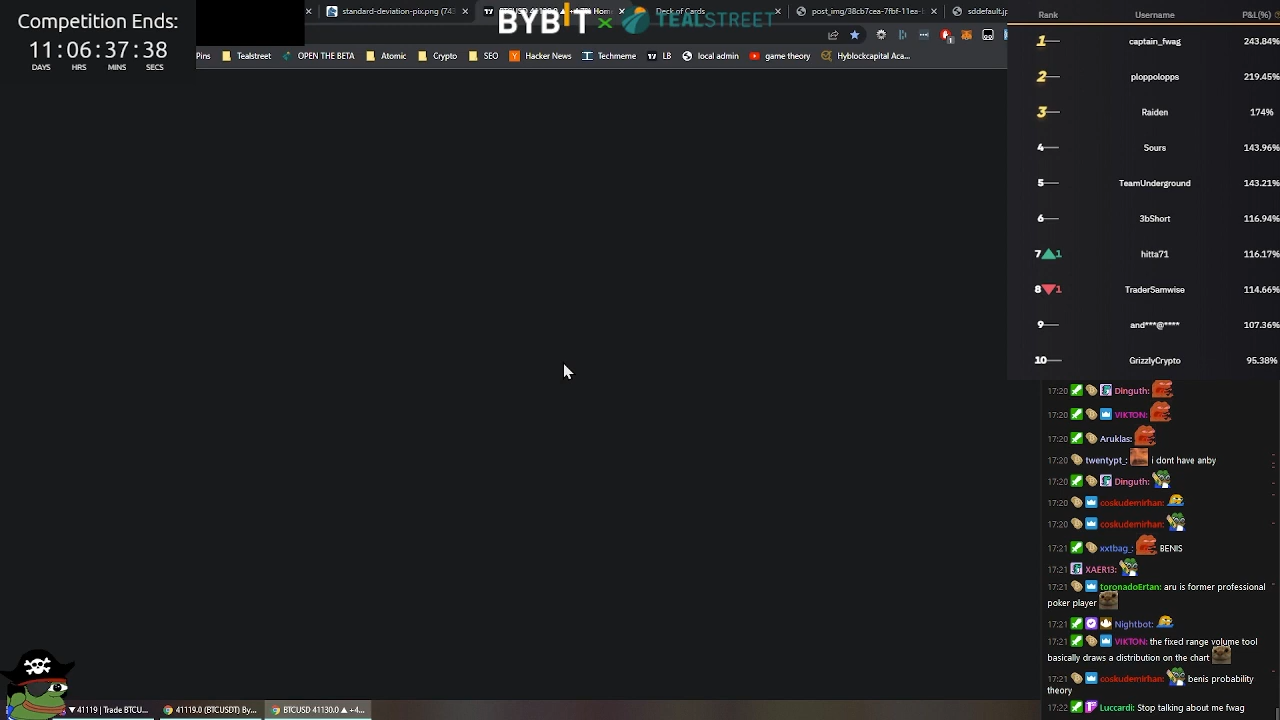 Competition Ends:
11:06:37:38
DAYS HRS MINS SECS
standard-deviation-pik.png (74
Deck of Cards
post_img/38b7cea-7fbf-11ea-
sddefault.jp
BYBIT x TEALSTREET
Pins Tealstreet OPEN THE BETA Atomic Crypto SEO Hacker News Techmeme LB local admin game theory Hyblockcapital Aca...
Rank Username P&L(%)
1 captain_fwag 243.84%
2 ploppolopps 219.45%
3 Raiden 174%
4 Sours 143.96%
5 TeamUnderground 143.21%
6 3bShort 116.94%
7 1 hitta71 116.17%
8 1 TraderSamwise 114.66%
9 and***@**** 107.36%
10 GrizzlyCrypto 95.38%
17:20 Dinguth:
17:20 VIKTON:
17:20 Aruklas:
17:20 twentypt_: i dont have anby
17:20 Dinguth:
17:20 coskudemirhan:
17:20 coskudemirhan:
17:21 xxtbag_: BENIS
17:21 XAER13:
17:21 toronadoErtan: aru is former professional
poker player
17:21 Nightbot:
17:21 VIKTON: the fixed range volume tool
basically draws a distribution on the chart
17:21 coskudemirhan: benis probability
theory
17:22 Luccardi: Stop talking about me fwag
41119 | Trade BTCU... 41119.0 (BTCUSDT) By... BTCUSD 41130.0 ▲ +4...